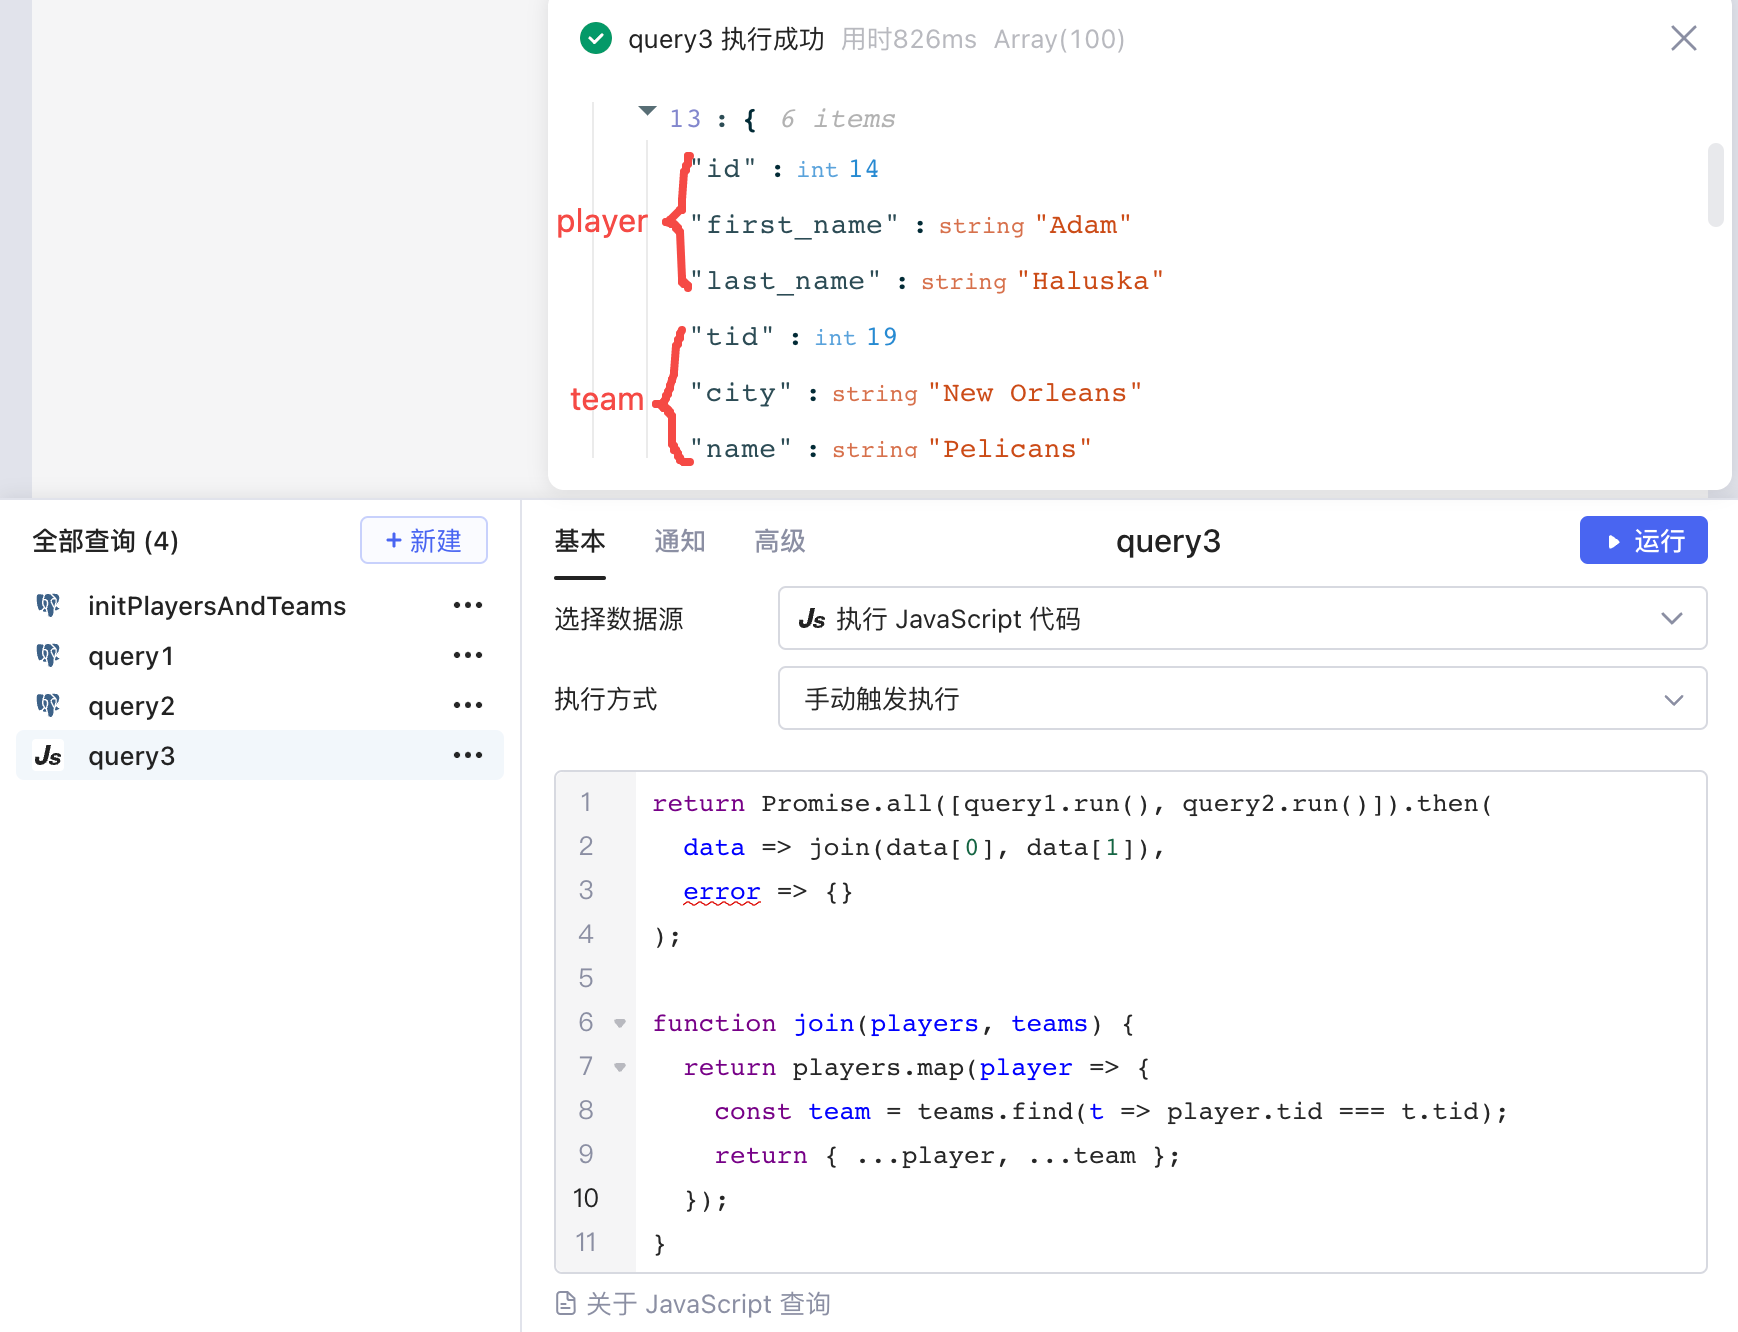 query3 执行成功 用时826ms Array(100)
13 : { 6 items
"id" : int 14
player "first_name" : string "Adam"
"last_name" : string "Haluska"
"tid" : int 19
team "city" : string "New Orleans"
"name" : string "Pelicans"
全部查询 (4)
+ 新建
initPlayersAndTeams •••
query1 •••
query2 •••
Js query3 •••
基本 通知 高级 query3 运行
选择数据源 Js 执行 JavaScript 代码
执行方式 手动触发执行
1 return Promise.all([query1.run(), query2.run()]).then(
2 data => join(data[0], data[1]),
3 error => {}
4 );
5
6 function join(players, teams) {
7 return players.map(player => {
8 const team = teams.find(t => player.tid === t.tid);
9 return { ...player, ...team };
10 });
11 }
关于 JavaScript 查询